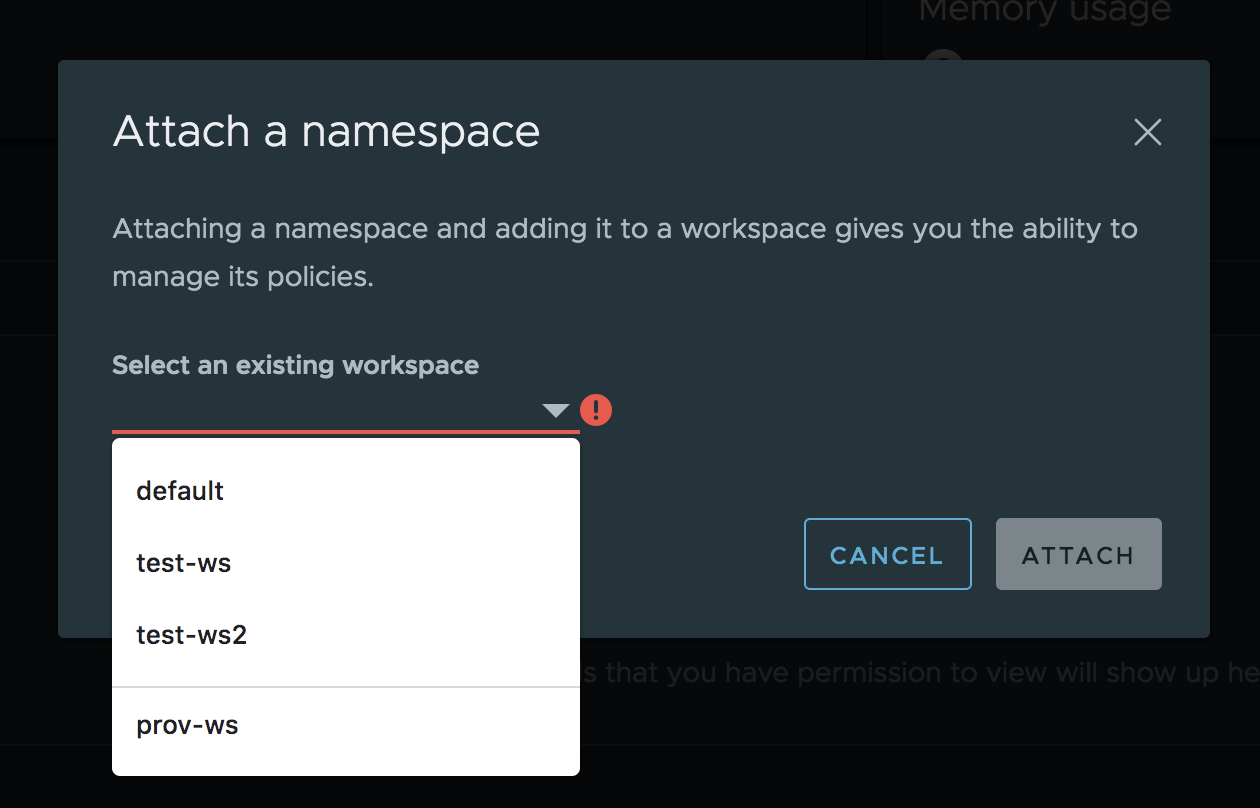 Memory usage
Attach a namespace
Attaching a namespace and adding it to a workspace gives you the ability to
manage its policies.
Select an existing workspace
default
test-ws
CANCEL
ATTACH
test-ws2
s that you have permission to view will show up he
prov-ws